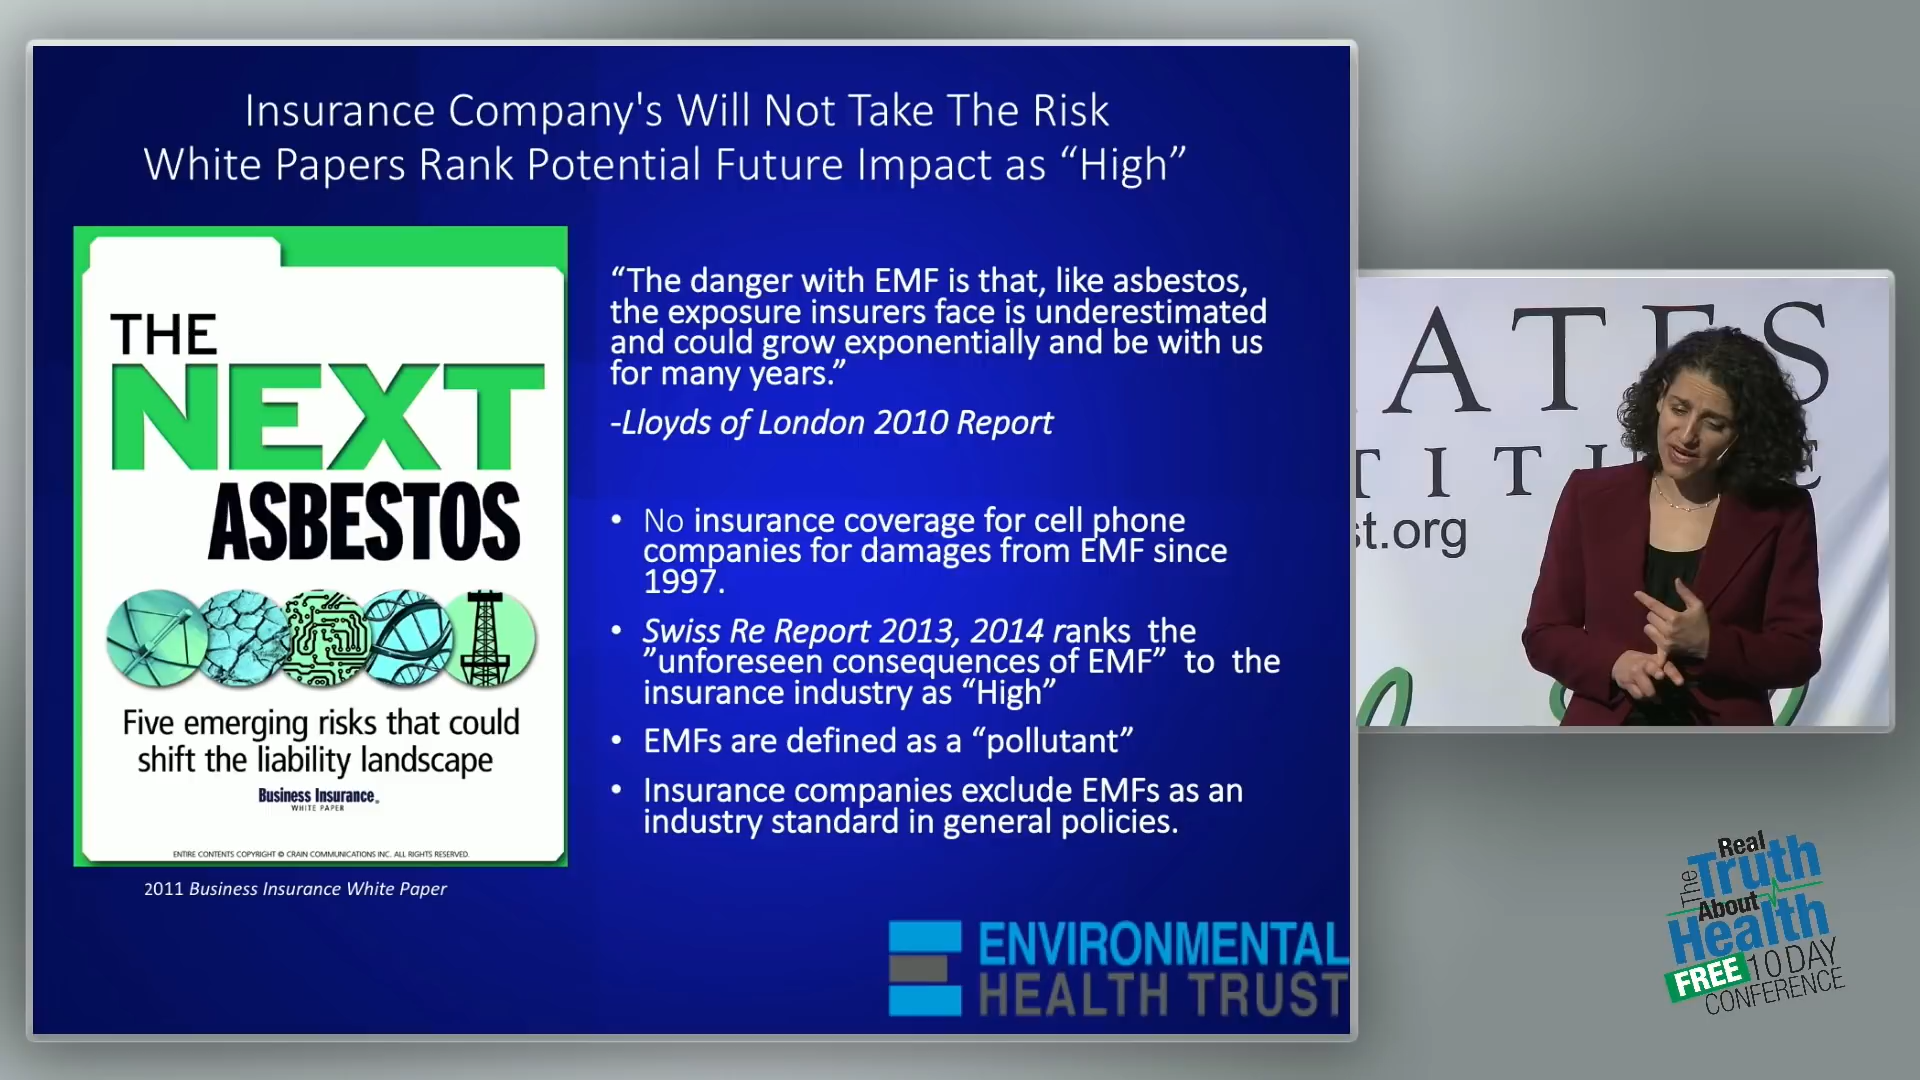 Insurance Company's Will Not Take The Risk
White Papers Rank Potential Future Impact as “High”
THE
NEXT
ASBESTOS
Five emerging risks that could
shift the liability landscape
Business Insurance.
WHITE PAPER
ENTIRE CONTENTS COPYRIGHT © CRAIN COMMUNICATIONS INC. ALL RIGHTS RESERVED.
2011 Business Insurance White Paper
“The danger with EMF is that, like asbestos,
the exposure insurers face is underestimated
and could grow exponentially and be with us
for many years.”
-Lloyds of London 2010 Report
• No insurance coverage for cell phone
companies for damages from EMF since
1997.
• Swiss Re Report 2013, 2014 ranks the
”unforeseen consequences of EMF” to the
insurance industry as “High”
• EMFs are defined as a “pollutant”
• Insurance companies exclude EMFs as an
industry standard in general policies.
ENVIRONMENTAL
HEALTH TRUST
ATES
TITU E
st.org
The Real
Truth
About
Health
FREE 10 DAY
CONFERENCE